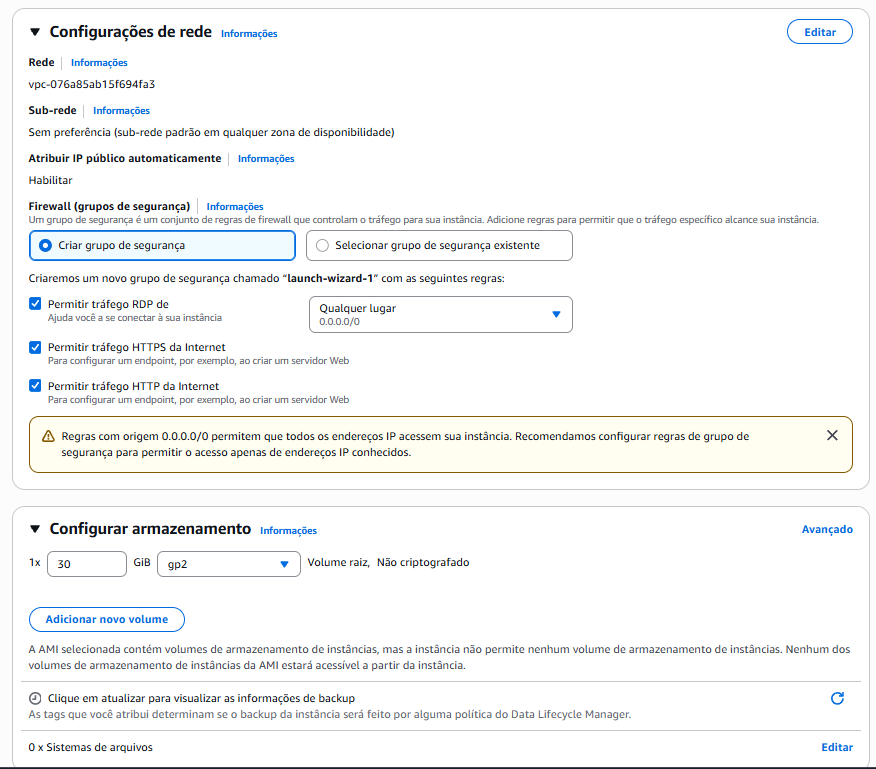 Configurações de rede Informações Editar
Rede Informações
vpc-076a85ab15f694fa3
Sub-rede Informações
Sem preferência (sub-rede padrão em qualquer zona de disponibilidade)
Atribuir IP público automaticamente Informações
Habilitar
Firewall (grupos de segurança) Informações
Um grupo de segurança é um conjunto de regras de firewall que controlam o tráfego para sua instância. Adicione regras para permitir que o tráfego específico alcance sua instância.
Criar grupo de segurança Selecionar grupo de segurança existente
Criaremos um novo grupo de segurança chamado “launch-wizard-1” com as seguintes regras:
Permitir tráfego RDP de
Ajuda você a se conectar à sua instância
Qualquer lugar
0.0.0.0/0
Permitir tráfego HTTPS da Internet
Para configurar um endpoint, por exemplo, ao criar um servidor Web
Permitir tráfego HTTP da Internet
Para configurar um endpoint, por exemplo, ao criar um servidor Web
Regras com origem 0.0.0.0/0 permitem que todos os endereços IP acessem sua instância. Recomendamos configurar regras de grupo de
segurança para permitir o acesso apenas de endereços IP conhecidos.
Configurar armazenamento Informações Avançado
1x 30 GiB gp2 Volume raiz, Não criptografado
Adicionar novo volume
A AMI selecionada contém volumes de armazenamento de instâncias, mas a instância não permite nenhum volume de armazenamento de instâncias. Nenhum dos
volumes de armazenamento de instâncias da AMI estará acessível a partir da instância.
Clique em atualizar para visualizar as informações de backup
As tags que você atribui determinam se o backup da instância será feito por alguma política do Data Lifecycle Manager.
0 x Sistemas de arquivos Editar